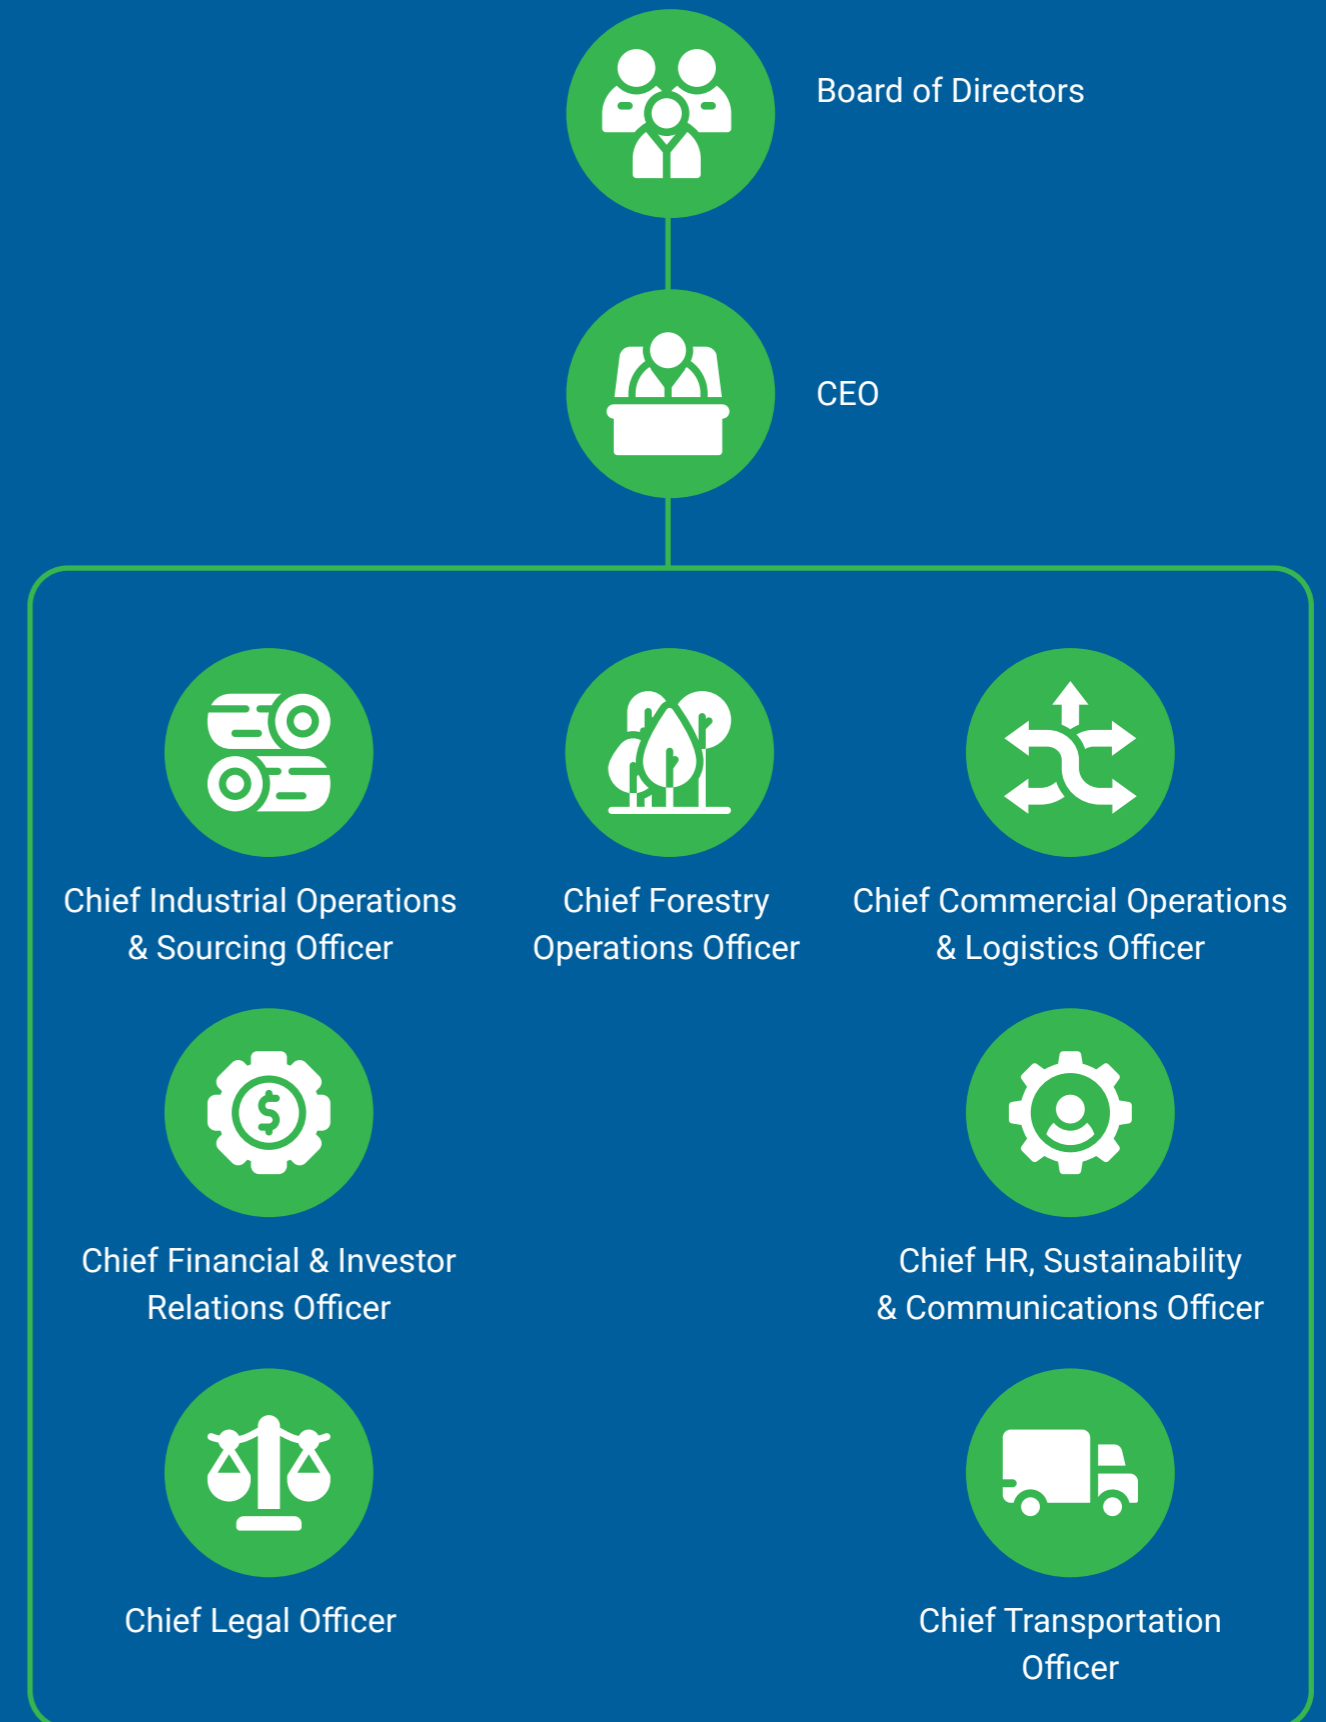 Board of Directors
CEO
Chief Industrial Operations
& Sourcing Officer
Chief Forestry
Operations Officer
Chief Commercial Operations
& Logistics Officer
Chief Financial & Investor
Relations Officer
Chief HR, Sustainability
& Communications Officer
Chief Legal Officer
Chief Transportation
Officer